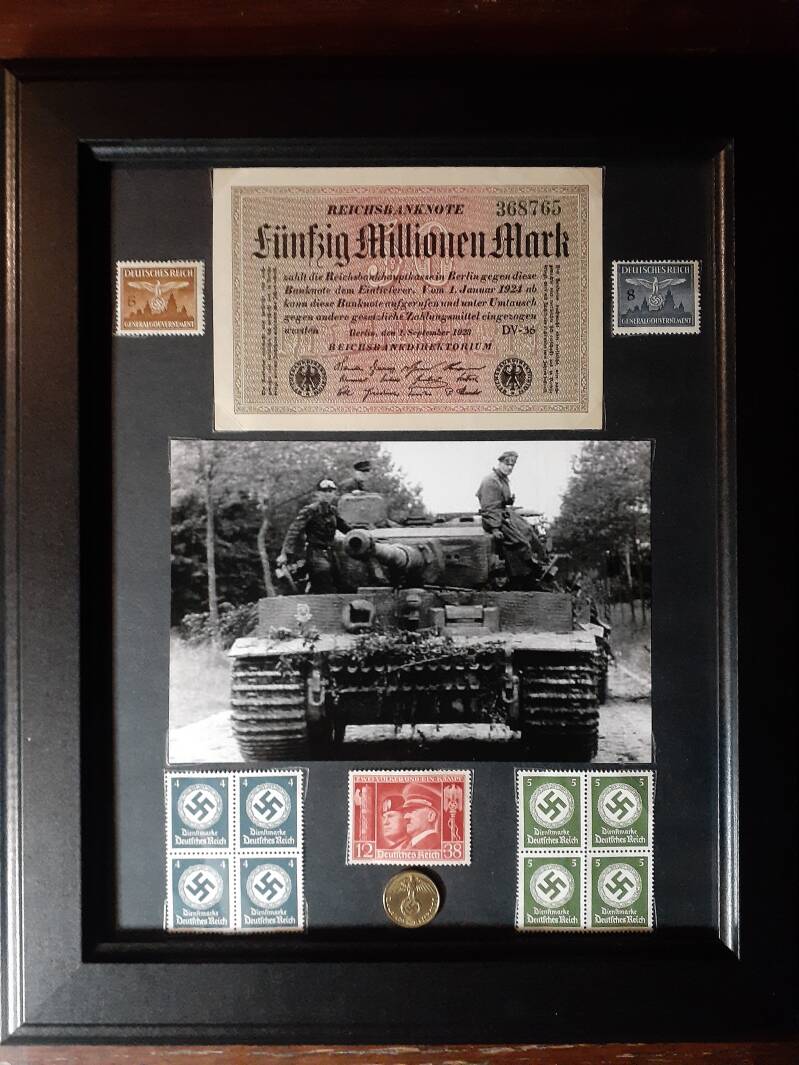 REICHSBANKNOTE 368765
Fünfzig Millionen Mark
zahlt die Reichsbankhauptkasse in Berlin gegen diese
Banknote dem Einlieferer. Vom 1. Januar 1924 ab
kann diese Banknote aufgerufen und unter Umtausch
gegen andere gesetzliche Zahlungsmittel eingezogen
werden
Berlin, den 1. September 1923 DV-36
REICHSBANKDIREKTORIUM
50
DEUTSCHES REICH
6
GENERALGOUVERNEMENT
DEUTSCHES REICH
8
GENERALGOUVERNEMENT
4 4
Dienstmarke Dienstmarke
Deutsches Reich Deutsches Reich
4 4
Dienstmarke Dienstmarke
Deutsches Reich Deutsches Reich
ZWEI VÖLKER UND EIN KAMPF
12 Deutsches Reich 38
5 5
Dienstmarke Dienstmarke
Deutsches Reich Deutsches Reich
5 5
Dienstmarke Dienstmarke
Deutsches Reich Deutsches Reich